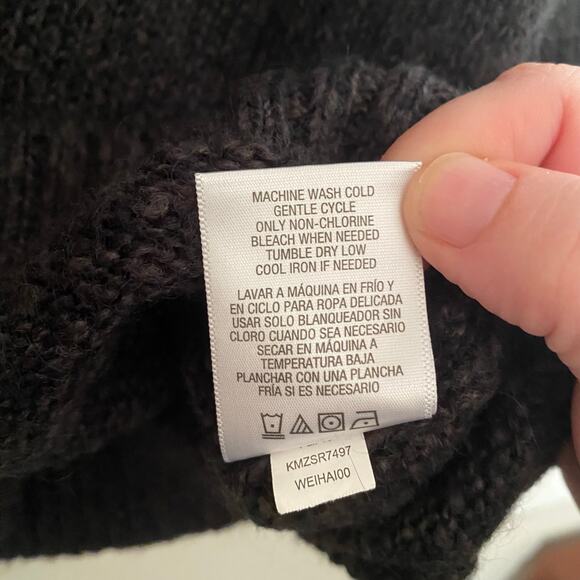 MACHINE WASH COLD
GENTLE CYCLE
ONLY NON-CHLORINE
BLEACH WHEN NEEDED
TUMBLE DRY LOW
COOL IRON IF NEEDED
LAVAR A MÁQUINA EN FRÍO Y
EN CICLO PARA ROPA DELICADA
USAR SOLO BLANQUEADOR SIN
CLORO CUANDO SEA NECESARIO
SECAR EN MÁQUINA A
TEMPERATURA BAJA
PLANCHAR CON UNA PLANCHA
FRÍA SI ES NECESARIO
KMZSR7497
WEIHAI00